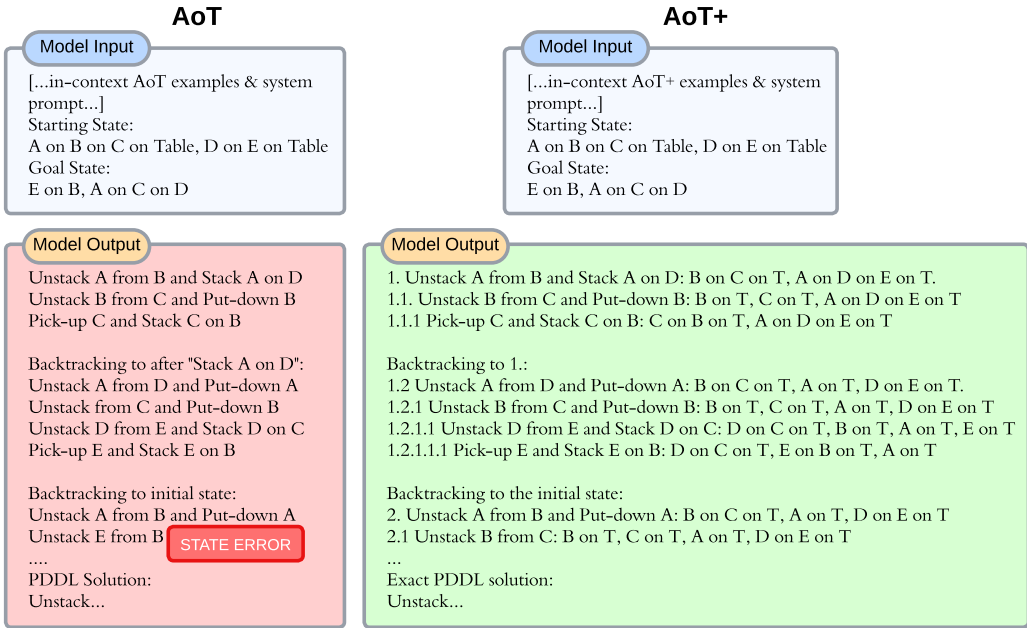 AoT
Model Input
[...in-context AoT examples & system
prompt...]
Starting State:
A on B on C on Table, D on E on Table
Goal State:
E on B, A on C on D
Model Output
Unstack A from B and Stack A on D
Unstack B from C and Put-down B
Pick-up C and Stack C on B
Backtracking to after "Stack A on D":
Unstack A from D and Put-down A
Unstack from C and Put-down B
Unstack D from E and Stack D on C
Pick-up E and Stack E on B
Backtracking to initial state:
Unstack A from B and Put-down A
Unstack E from B
STATE ERROR
....
PDDL Solution:
Unstack...
AoT+
Model Input
[...in-context AoT+ examples & system
prompt...]
Starting State:
A on B on C on Table, D on E on Table
Goal State:
E on B, A on C on D
Model Output
1. Unstack A from B and Stack A on D: B on C on T, A on D on E on T.
1.1. Unstack B from C and Put-down B: B on T, C on T, A on D on E on T
1.1.1 Pick-up C and Stack C on B: C on B on T, A on D on E on T
Backtracking to 1.:
1.2 Unstack A from D and Put-down A: B on C on T, A on T, D on E on T.
1.2.1 Unstack B from C and Put-down B: B on T, C on T, A on T, D on E on T
1.2.1.1 Unstack D from E and Stack D on C: D on C on T, B on T, A on T, E on T
1.2.1.1.1 Pick-up E and Stack E on B: D on C on T, E on B on T, A on T
Backtracking to the initial state:
2. Unstack A from B and Put-down A: B on C on T, A on T, D on E on T
2.1 Unstack B from C: B on T, C on T, A on T, D on E on T
...
Exact PDDL solution:
Unstack...